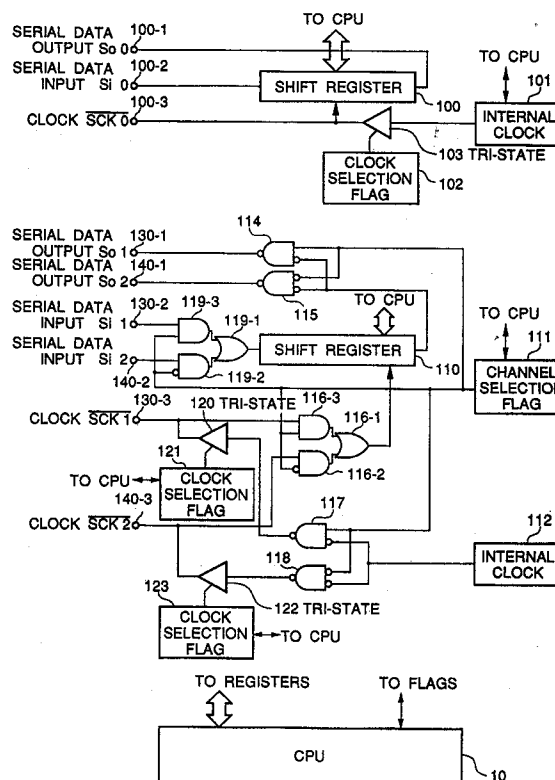 SERIAL DATA 100-1
OUTPUT So 0
TO CPU
TO CPU
SERIAL DATA 100-2
INPUT Si 0
SHIFT REGISTER
100
101
100-3
CLOCK SCK 0
INTERNAL
CLOCK
103 TRI-STATE
CLOCK
SELECTION
FLAG
102
114
SERIAL DATA 130-1
OUTPUT So 1
SERIAL DATA 140-1
OUTPUT So 2
115
119-3
TO CPU
SERIAL DATA 130-2
INPUT Si 1
119-1
TO CPU
111
SERIAL DATA
INPUT Si 2
SHIFT REGISTER
110
CHANNEL
SELECTION
FLAG
140-2
119-2
130-3
120 TRI-STATE
116-3
116-1
CLOCK SCK 1
121
116-2
TO CPU
CLOCK
SELECTION
FLAG
140-3
117
CLOCK SCK 2
112
118
INTERNAL
CLOCK
123
122 TRI-STATE
CLOCK
SELECTION
FLAG
TO CPU
TO REGISTERS
TO FLAGS
CPU
10